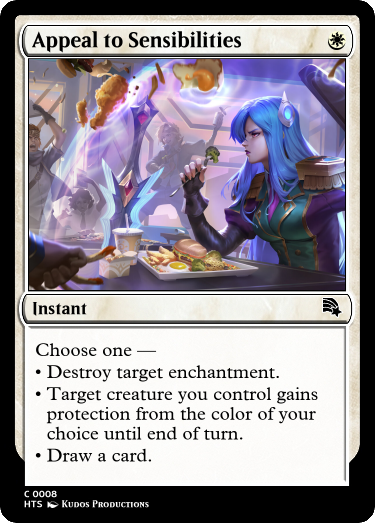 Appeal to Sensibilities
Instant
Choose one —
• Destroy target enchantment.
• Target creature you control gains
protection from the color of your
choice until end of turn.
• Draw a card.
C 0008
HTS Kudos Productions